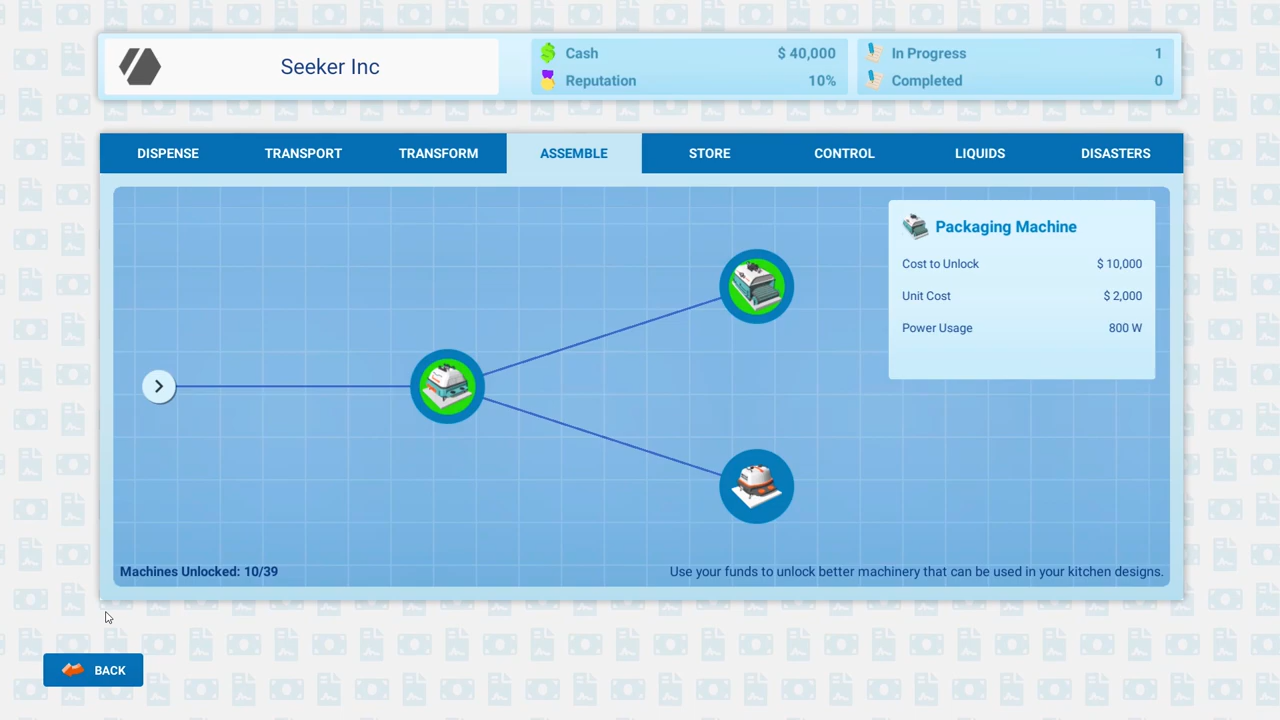 Seeker Inc
Cash $ 40,000
Reputation 10%
In Progress 1
Completed 0
DISPENSE TRANSPORT TRANSFORM ASSEMBLE STORE CONTROL LIQUIDS DISASTERS
Packaging Machine
Cost to Unlock $ 10,000
Unit Cost $ 2,000
Power Usage 800 W
Machines Unlocked: 10/39
Use your funds to unlock better machinery that can be used in your kitchen designs.
BACK